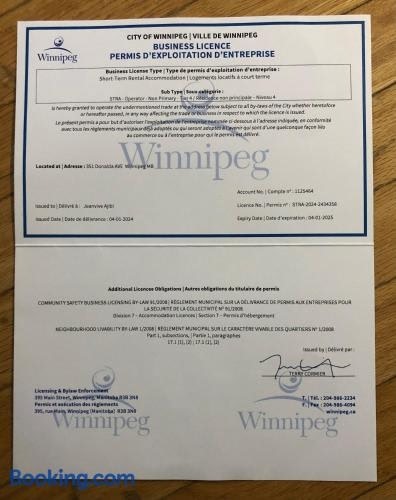 Winnipeg
CITY OF WINNIPEG | VILLE DE WINNIPEG
BUSINESS LICENCE
PERMIS D'EXPLOITATION D'ENTREPRISE
Business License Type | Type de permis d'exploitation d'entreprise :
Short-Term Rental Accommodation | Logements locatifs à court terme
Sub Type | Sous catégorie :
STRA - Operator - Non Primary - Tier 4 / Résidence non principale - Niveau 4
is hereby granted to operate the undermentioned trade at the address below subject to all by-laws of the City whether heretofore
or hereafter passed, in any way affecting the trade or business in respect to which the licence is issued.
Le présent permis a pour but d'autoriser l'exploitation de l'entreprise nommée ci-dessous à l'adresse indiquée, en conformité
avec tous les règlements municipaux déjà adoptés ou qui seront adoptés à l'avenir qui sont d'une quelconque façon liés
au commerce ou à l'entreprise pour qui le permis est délivré.
Winnipeg
Located at | Adresse : 351 Donalda AVE Winnipeg MB
Account No. | Compte n° : 1125464
Issued to | Délivré à : Jeanvive Ajibi
Licence No. | Permis n° : STRA-2024-2434358
Issued Date | Date de délivrance : 04-01-2024
Expiry Date | Date d'expiration : 04-01-2025
Additional Licences Obligations | Autres obligations du titulaire de permis
COMMUNITY SAFETY BUSINESS LICENSING BY-LAW 91/2008 | RÈGLEMENT MUNICIPAL SUR LA DÉLIVRANCE DE PERMIS AUX ENTREPRISES POUR
LA SÉCURITÉ DE LA COLLECTIVITÉ N° 91/2008
Division 7 - Accommodation Licences | Section 7 - Permis d'hébergement
NEIGHBOURHOOD LIVABILITY BY-LAW 1/2008 | RÈGLEMENT MUNICIPAL SUR LE CARACTÈRE VIVABLE DES QUARTIERS N° 1/2008
Part 1, subsections, | Partie 1, paragraphes
17.1 (1), (2) ; 17.1 (1), (2)
Issued by | Délivré par :
TERRY CORMIER
Licensing & Bylaw Enforcement
395 Main Street, Winnipeg, Manitoba R3B 3N8
Permis et exécution des règlements
395, rue Main, Winnipeg (Manitoba) R3B 3N8
T. | Tél. : 204-986-2234
F. | Fax : 204-986-4094
winnipeg.ca
Winnipeg
Winnipeg
Booking.com